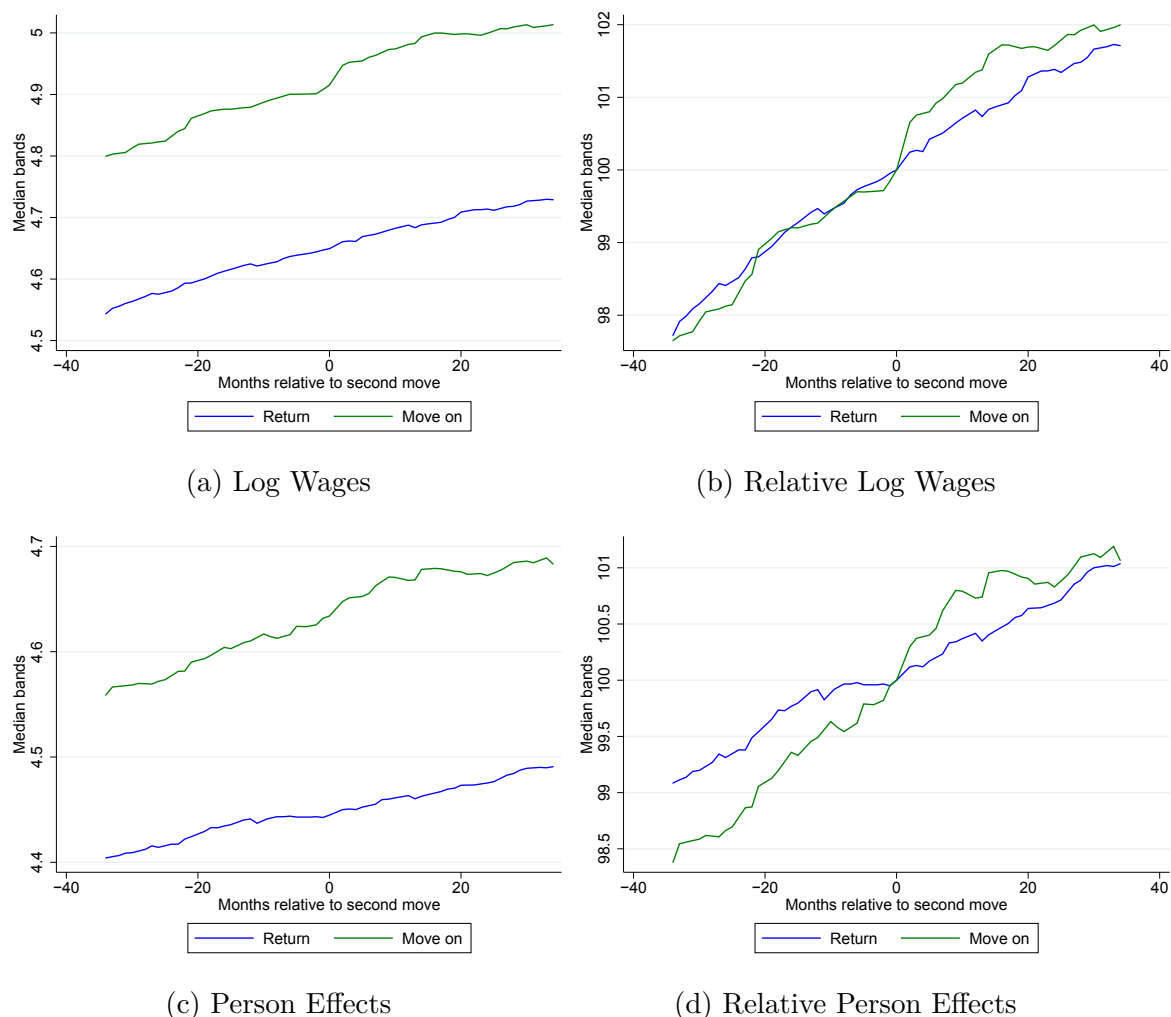 5
4.9
4.8
4.7
4.6
4.5
Median bands
−40
−20
0
20
Months relative to second move
Return
Move on
(a) Log Wages
102
101
100
99
98
Median bands
−40
−20
0
20
40
Months relative to second move
Return
Move on
(b) Relative Log Wages
4.7
4.6
4.5
4.4
Median bands
−40
−20
0
20
Months relative to second move
Return
Move on
(c) Person Effects
101
100.5
100
99.5
99
98.5
Median bands
−40
−20
0
20
40
Months relative to second move
Return
Move on
(d) Relative Person Effects